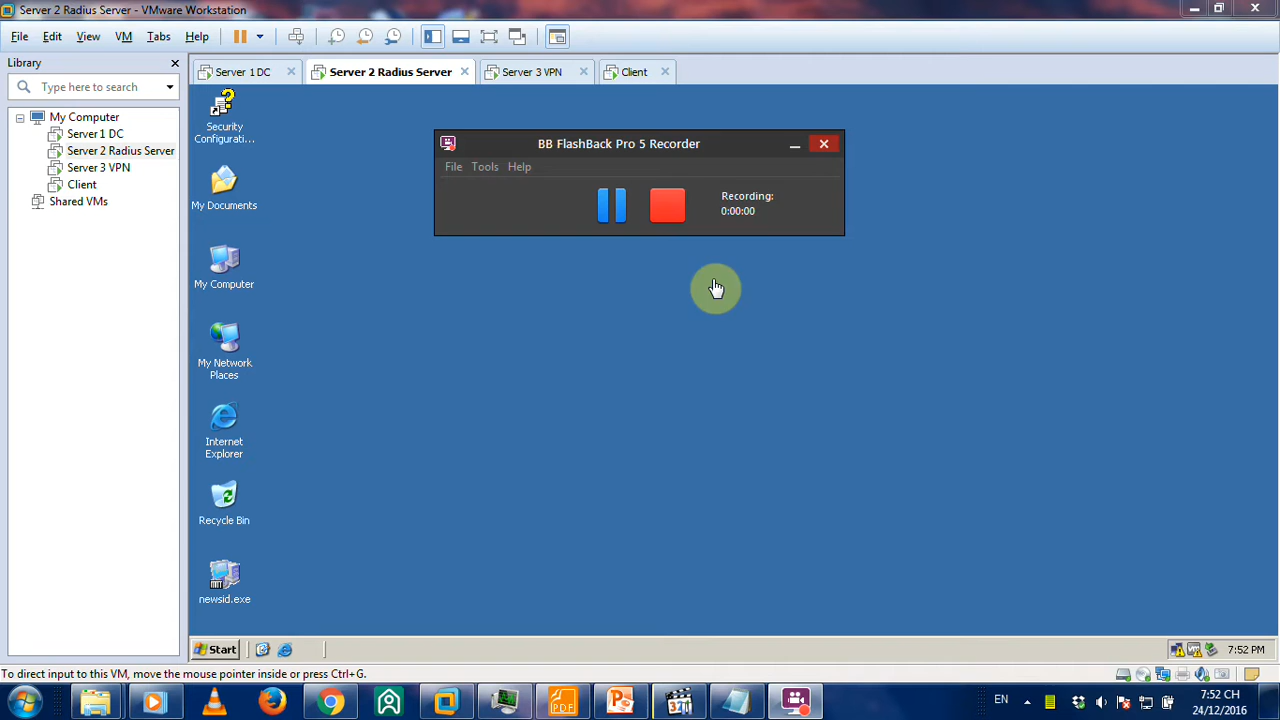 Server 2 Radius Server - VMware Workstation
File Edit View VM Tabs Help
Library
Type here to search
My Computer
Server 1 DC
Server 2 Radius Server
Server 3 VPN
Client
Shared VMs
Server 1 DC
Server 2 Radius Server
Server 3 VPN
Client
Security
Configurati...
My Documents
My Computer
My Network
Places
Internet
Explorer
Recycle Bin
newsid.exe
BB FlashBack Pro 5 Recorder
File Tools Help
Recording:
0:00:00
Start
7:52 PM
To direct input to this VM, move the mouse pointer inside or press Ctrl+G.
EN
7:52 CH
24/12/2016